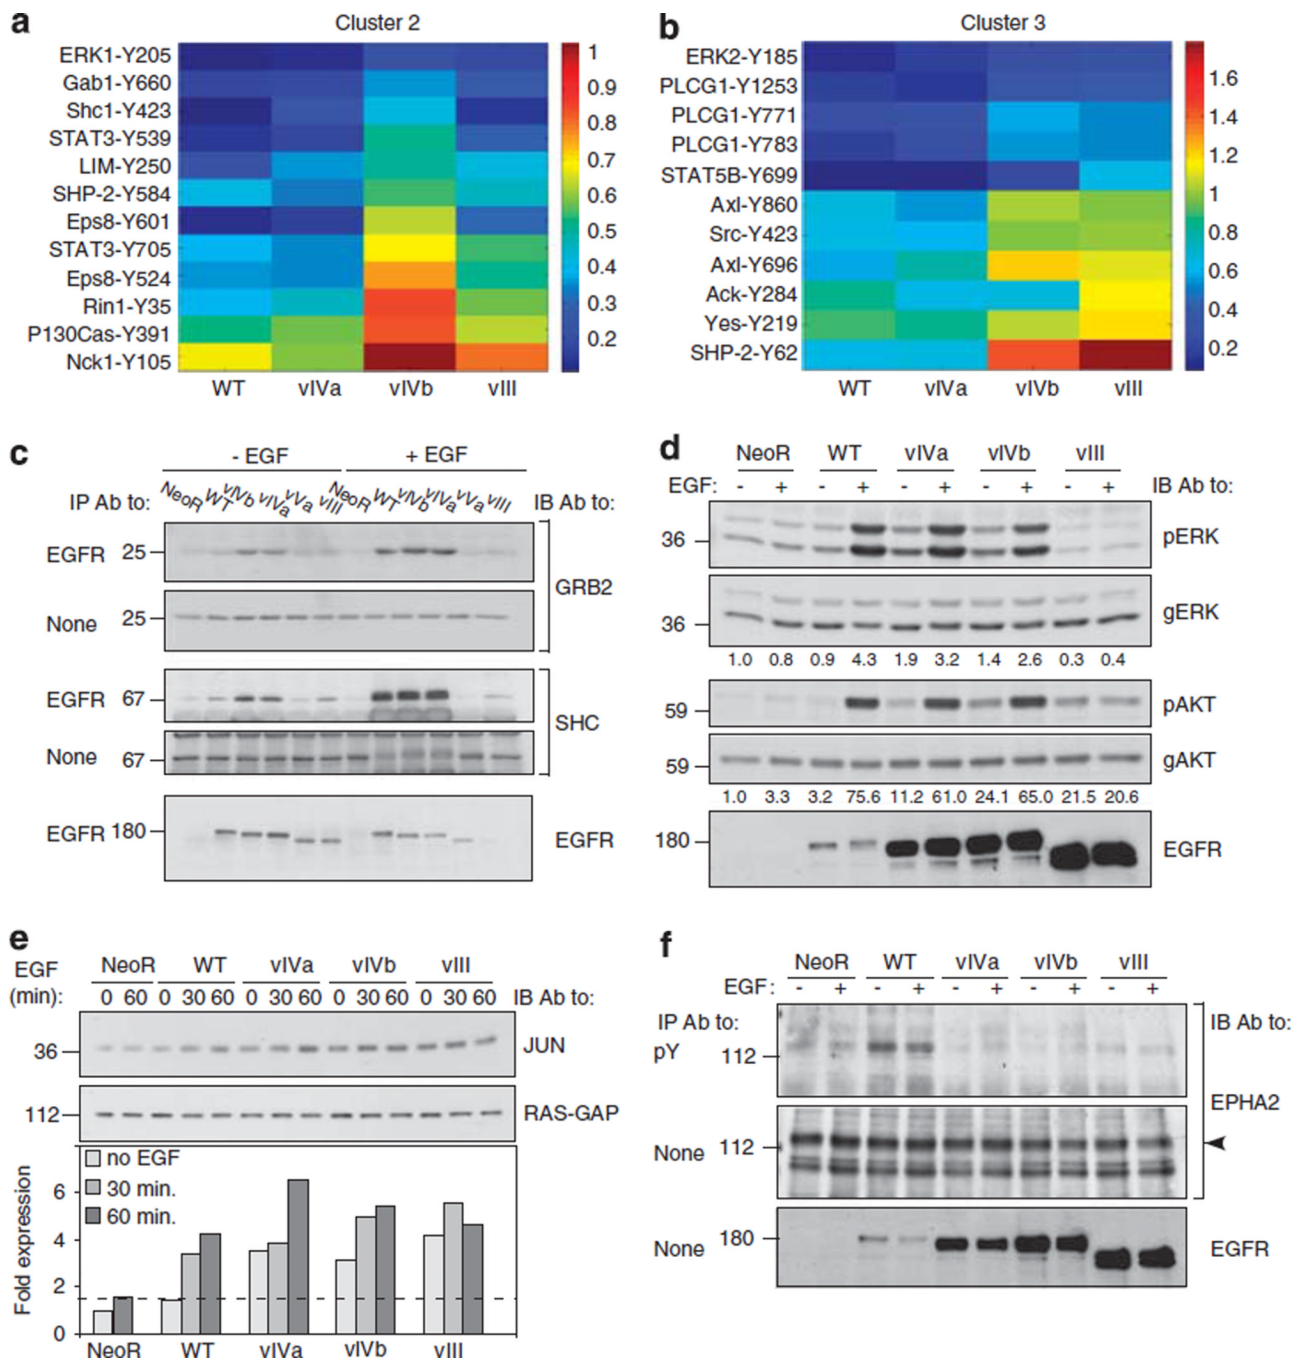 a
Cluster 2
ERK1-Y205
Gab1-Y660
Shc1-Y423
STAT3-Y539
LIM-Y250
SHP-2-Y584
Eps8-Y601
STAT3-Y705
Eps8-Y524
Rin1-Y35
P130Cas-Y391
Nck1-Y105
WT vIVa vIVb vIII
1
0.9
0.8
0.7
0.6
0.5
0.4
0.3
0.2
b
Cluster 3
ERK2-Y185
PLCG1-Y1253
PLCG1-Y771
PLCG1-Y783
STAT5B-Y699
Axl-Y860
Src-Y423
Axl-Y696
Ack-Y284
Yes-Y219
SHP-2-Y62
WT vIVa vIVb vIII
1.6
1.4
1.2
1
0.8
0.6
0.4
0.2
c
- EGF + EGF
IP Ab to: NeoR WT vIVb vIVa vVa vIII NeoR WT vIVb vIVa vVa vIII IB Ab to:
EGFR 25
GRB2
None 25
EGFR 67
SHC
None 67
EGFR 180 EGFR
d
NeoR WT vIVa vIVb vIII
EGF: - + - + - + - + - + IB Ab to:
36 pERK
36 gERK
1.0 0.8 0.9 4.3 1.9 3.2 1.4 2.6 0.3 0.4
59 pAKT
59 gAKT
1.0 3.3 3.2 75.6 11.2 61.0 24.1 65.0 21.5 20.6
180 EGFR
e
EGF NeoR WT vIVa vIVb vIII
(min): 0 60 0 30 60 0 30 60 0 30 60 0 30 60 IB Ab to:
36 JUN
112 RAS-GAP
no EGF
30 min.
60 min.
Fold expression
6
4
2
0
NeoR WT vIVa vIVb vIII
f
NeoR WT vIVa vIVb vIII
EGF: - + - + - + - + - +
IP Ab to: IB Ab to:
pY 112
EPHA2
None 112
None 180 EGFR